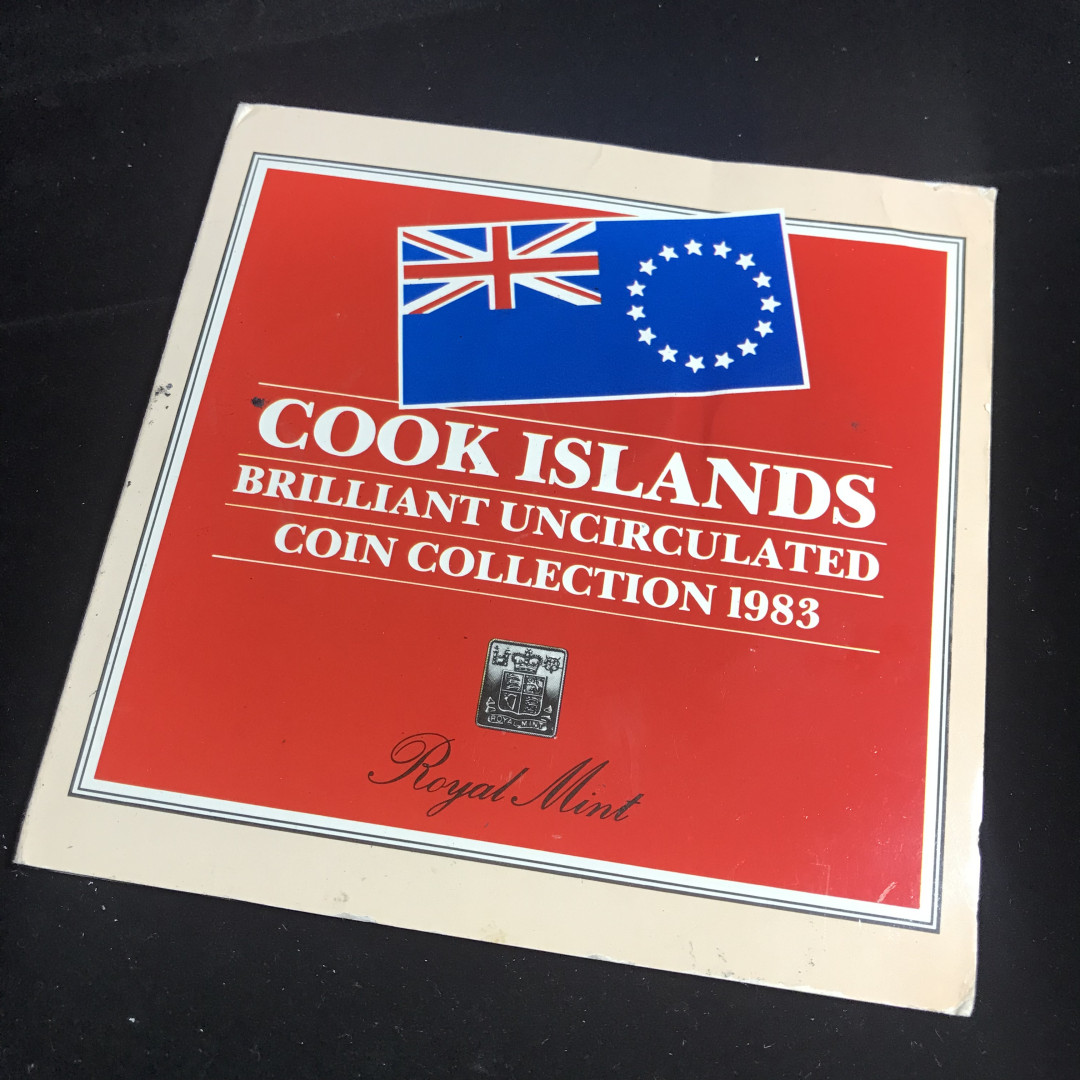 COOK ISLANDS
BRILLIANT UNCIRCULATED
COIN COLLECTION 1983
ROYAL MINT
Royal Mint